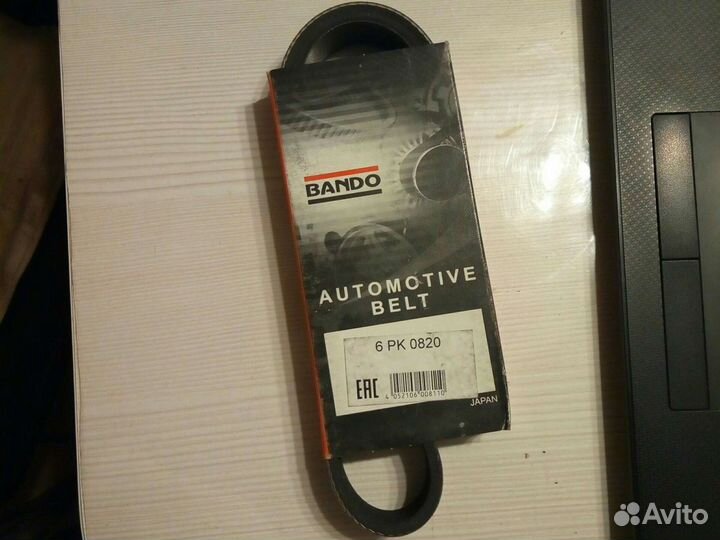 BANDO
AUTOMOTIVE
BELT
6 PK 0820
EAC
4 052106 008110
JAPAN
Avito